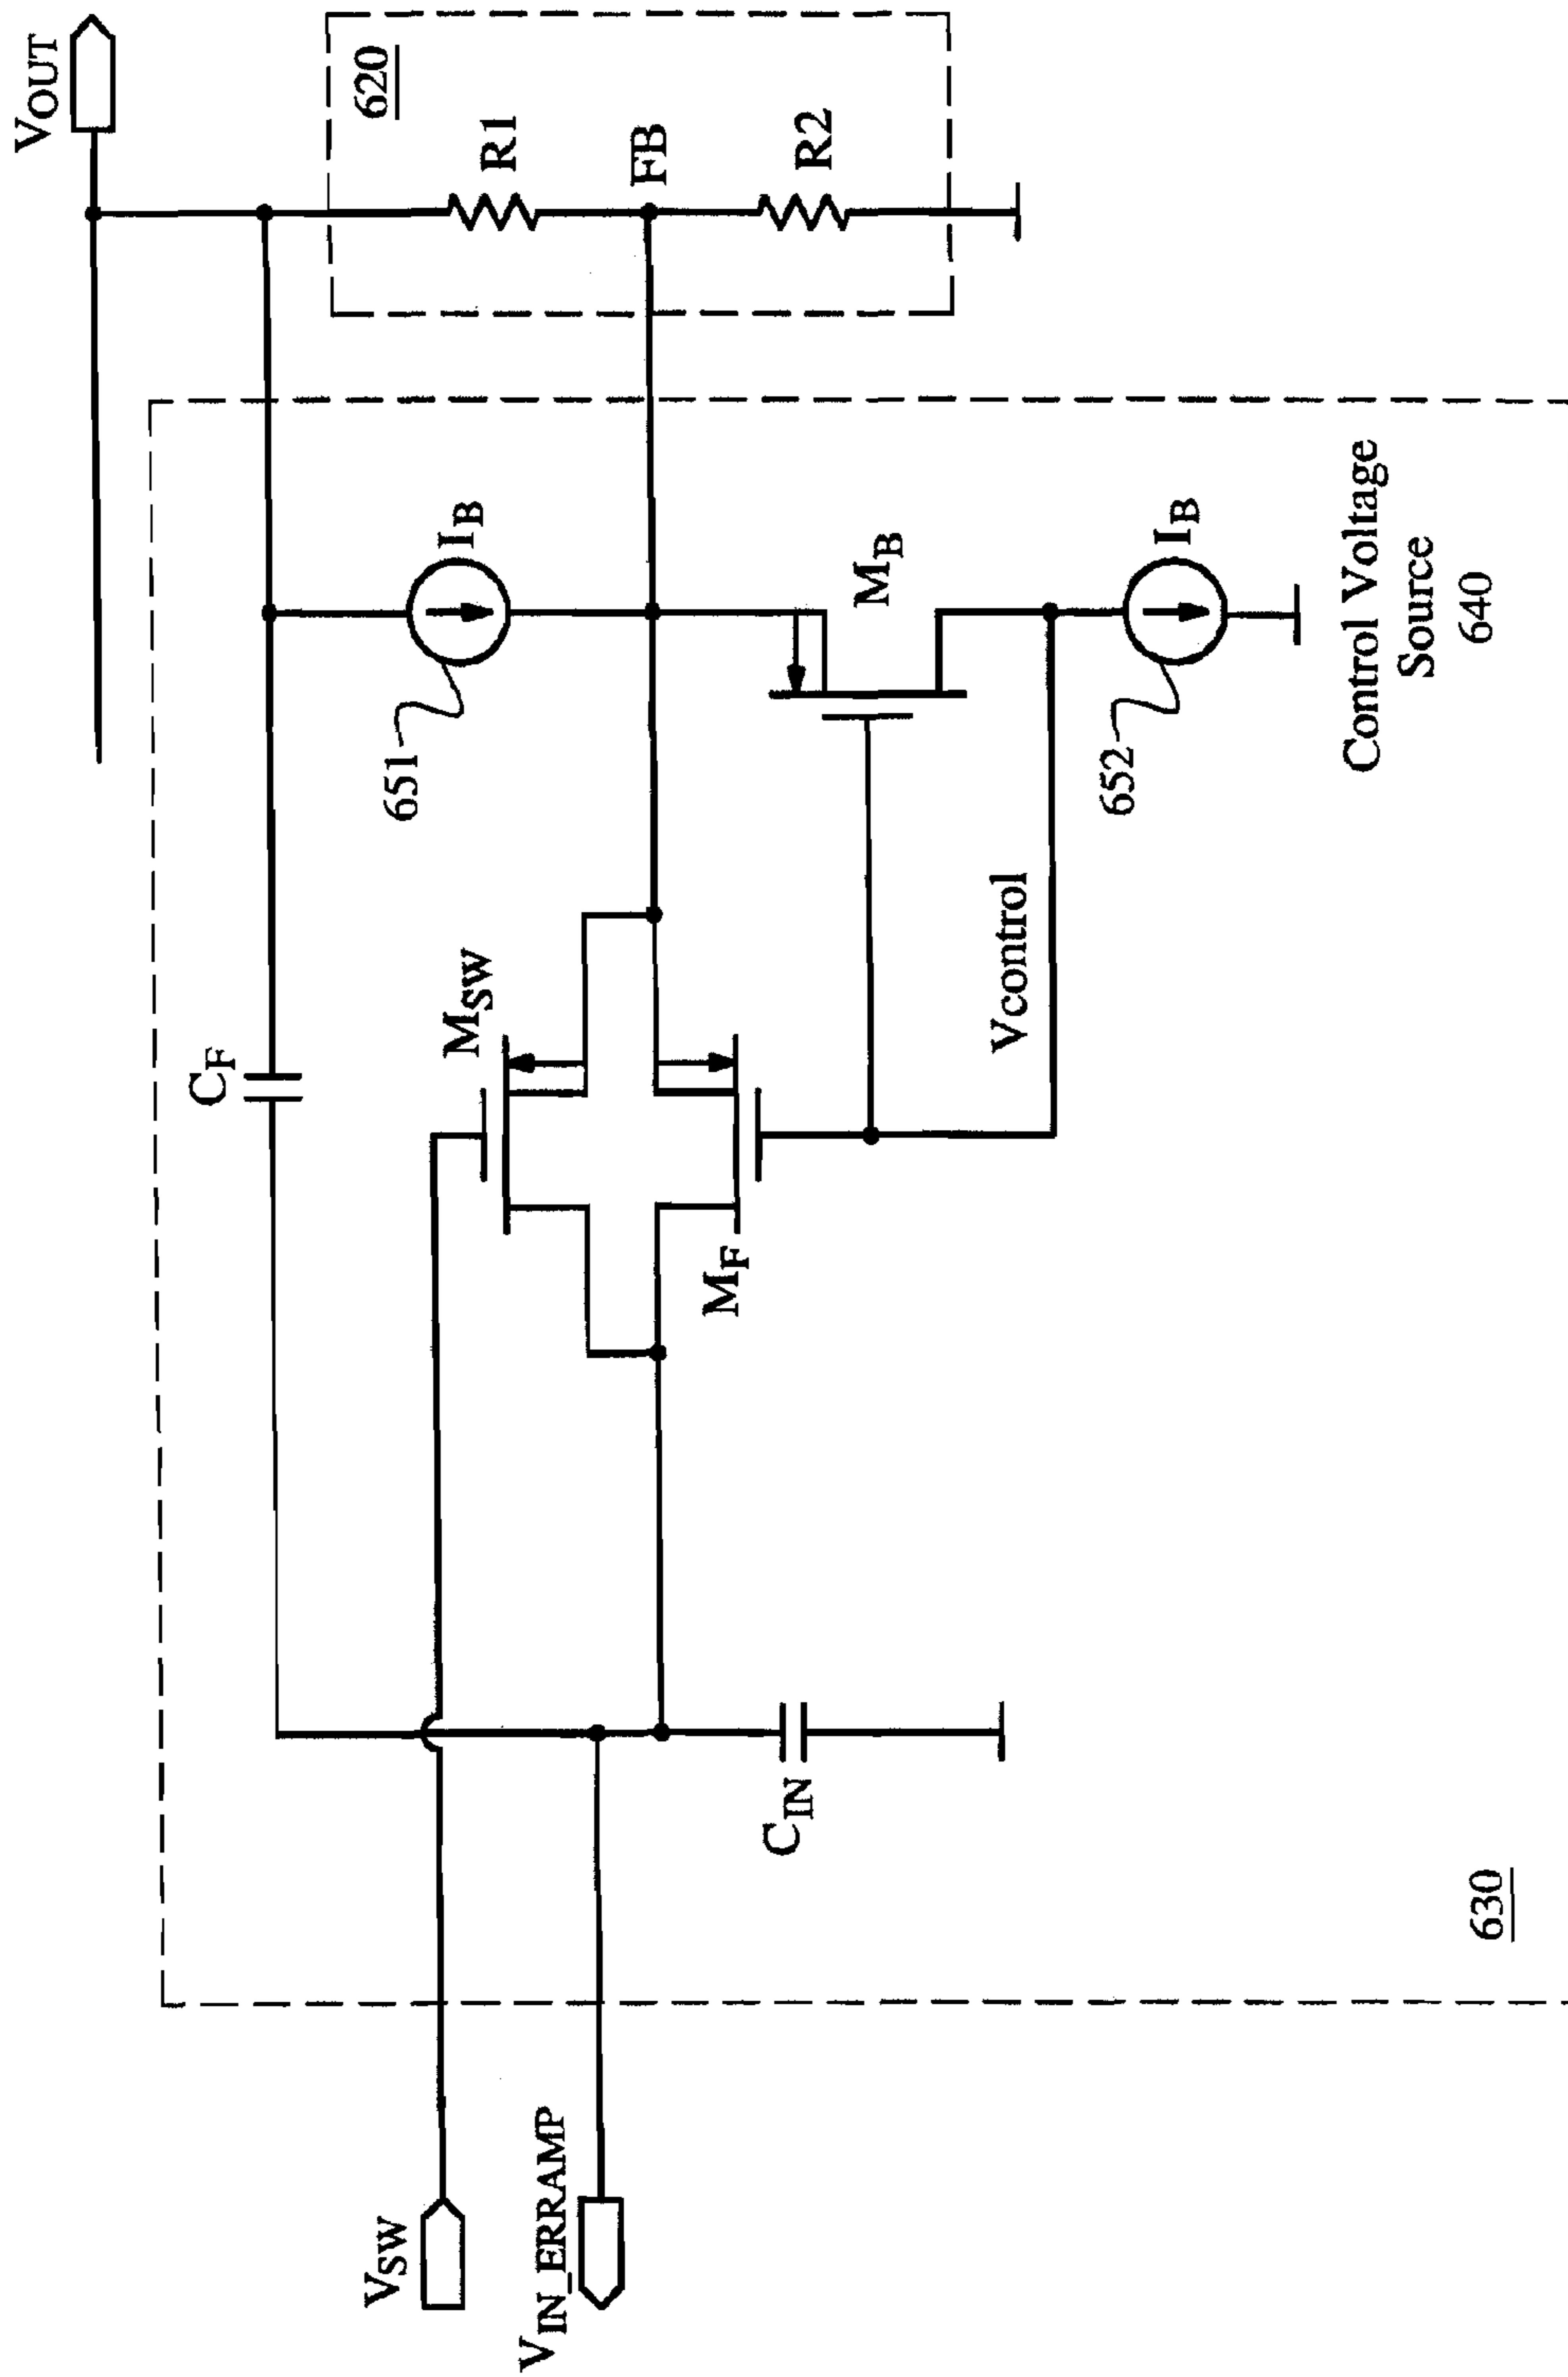 VOUT
620
R1
FB
R2
IB
651
MB
IB
652
Control Voltage
Source
640
Vcontrol
CF
MSW
MF
CIN
630
VSW
VIN_ERRAMP